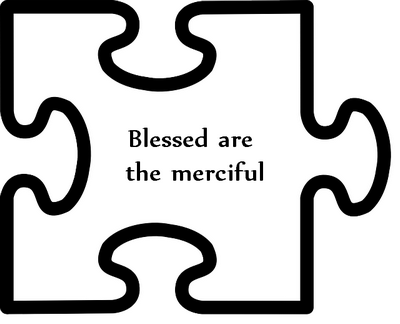 Blessed are
the merciful